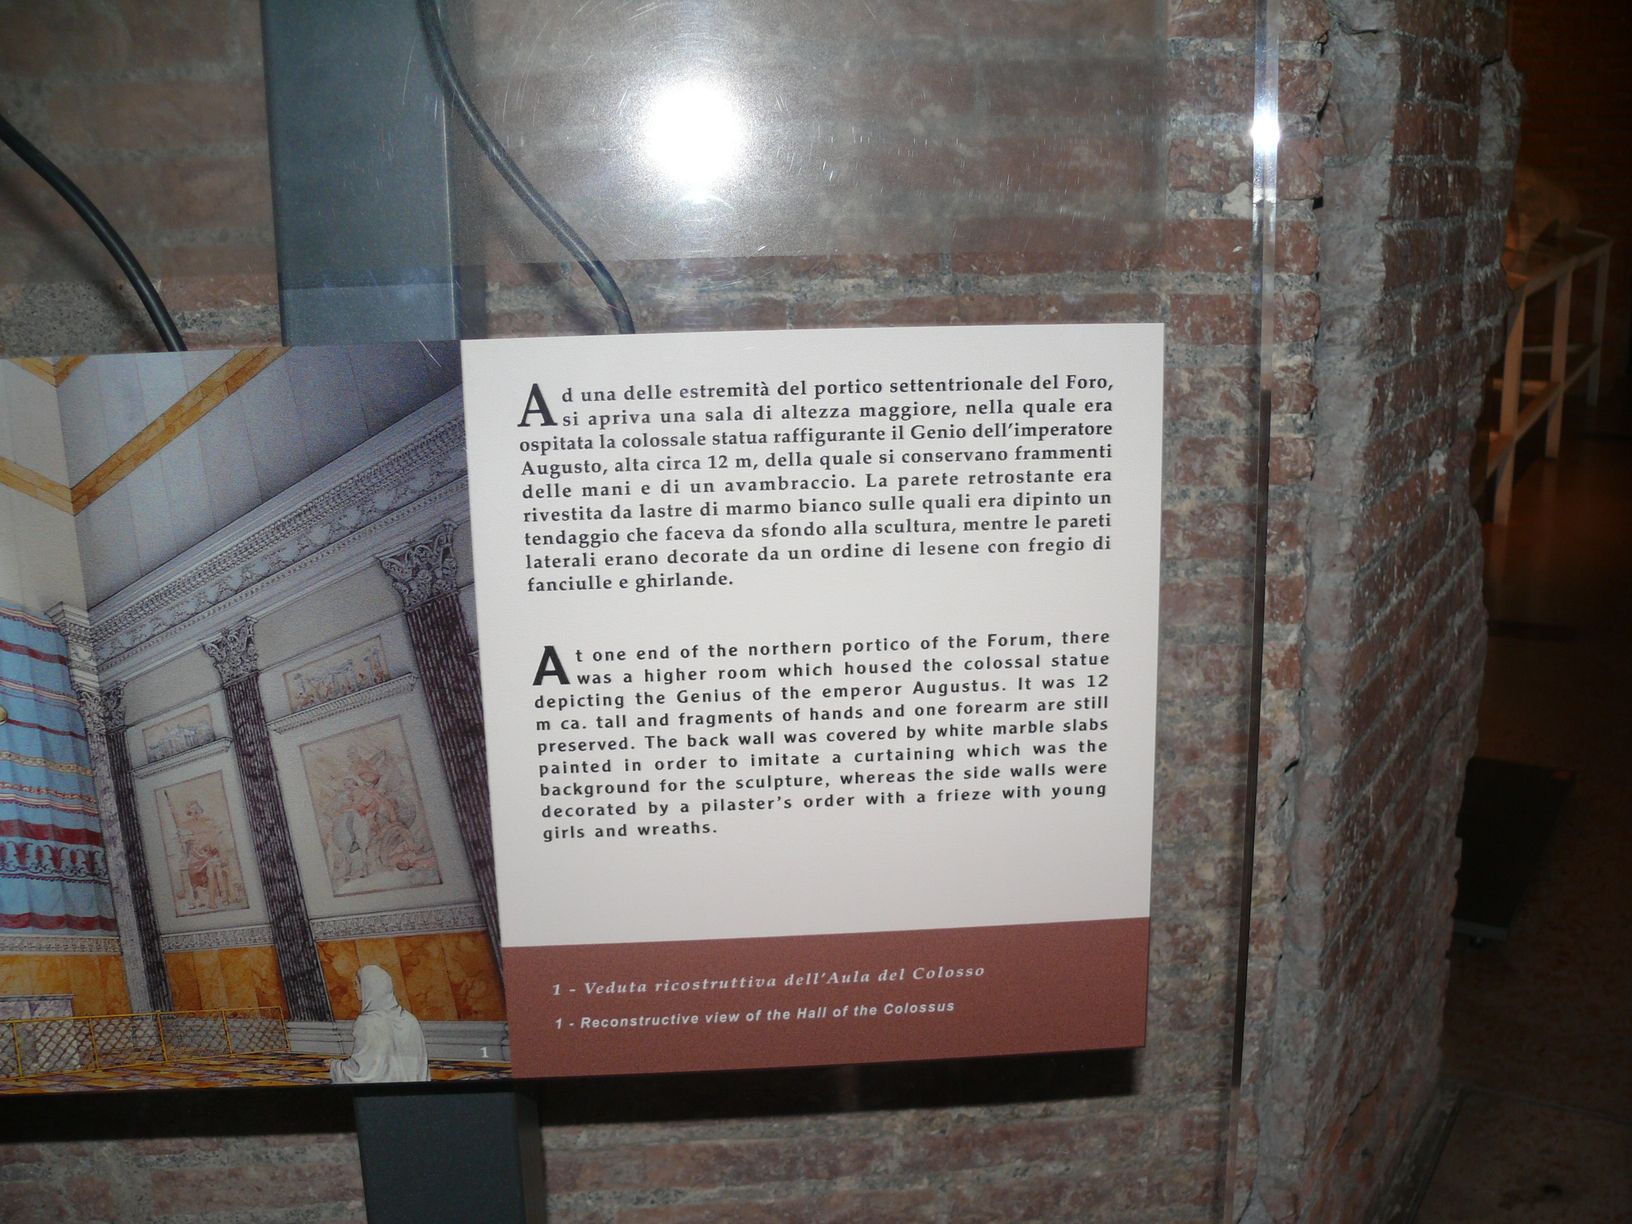 Ad una delle estremità del portico settentrionale del Foro,
si apriva una sala di altezza maggiore, nella quale era
ospitata la colossale statua raffigurante il Genio dell'imperatore
Augusto, alta circa 12 m, della quale si conservano frammenti
delle mani e di un avambraccio. La parete retrostante era
rivestita da lastre di marmo bianco sulle quali era dipinto un
tendaggio che faceva da sfondo alla scultura, mentre le pareti
laterali erano decorate da un ordine di lesene con fregio di
fanciulle e ghirlande.
At one end of the northern portico of the Forum, there
was a higher room which housed the colossal statue
depicting the Genius of the emperor Augustus. It was 12
m ca. tall and fragments of hands and one forearm are still
preserved. The back wall was covered by white marble slabs
painted in order to imitate a curtaining which was the
background for the sculpture, whereas the side walls were
decorated by a pilaster's order with a frieze with young
girls and wreaths.
1 - Veduta ricostruttiva dell'Aula del Colosso
1 - Reconstructive view of the Hall of the Colossus
1